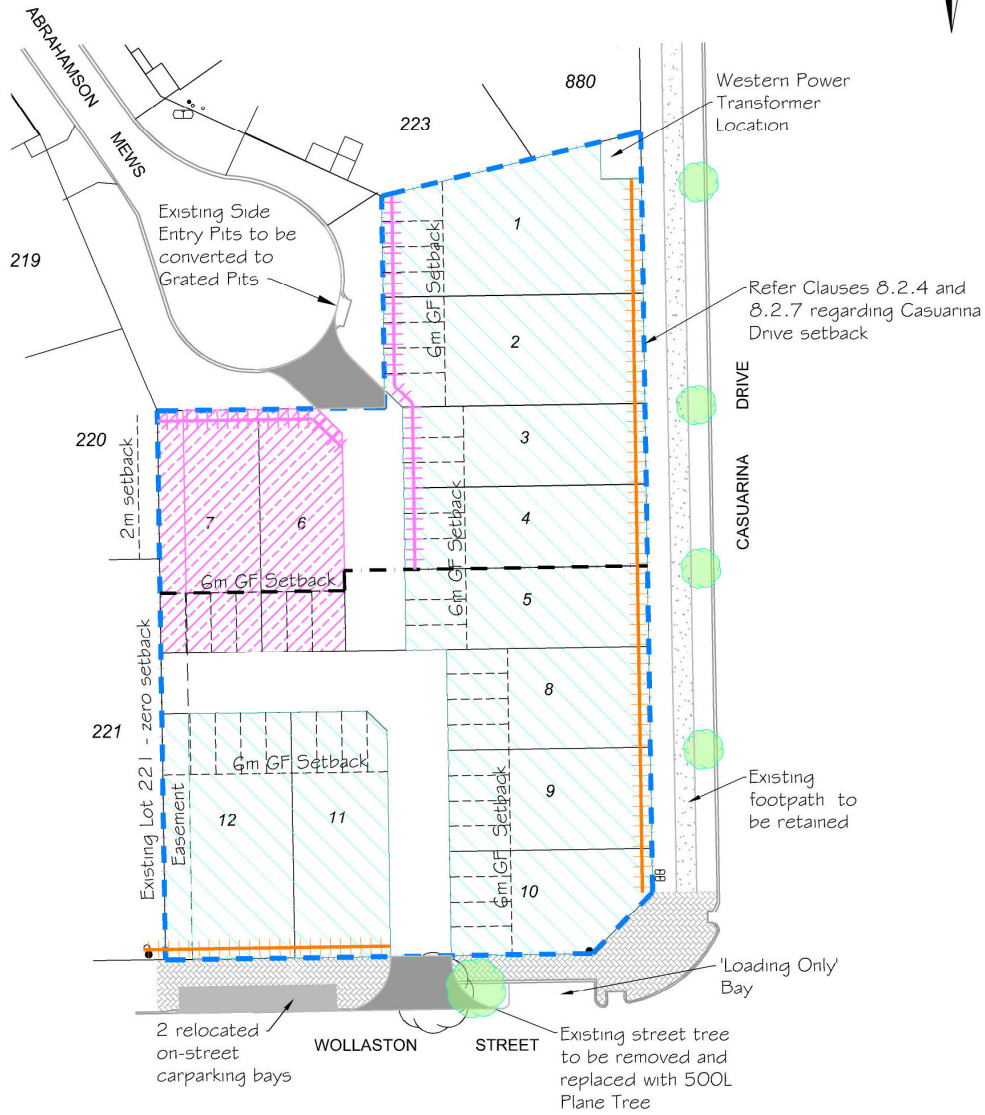 ABRAHAMSON
MEWS
880
223
Western Power
Transformer
Location
Existing Side
Entry Pits to be
converted to
Grated Pits
219
1
6m GF Setback
2
Refer Clauses 8.2.4 and
8.2.7 regarding Casuarina
Drive setback
DRIVE
CASUARINA
220
2m setback
3
4
6m GF Setback
7
6
6m GF Setback
5
Existing Lot 221 - zero setback
221
8
6m GF Setback
Easement
12
11
9
6m GF Setback
10
Existing
footpath to
be retained
'Loading Only'
Bay
2 relocated
on-street
carparking bays
WOLLASTON
STREET
Existing street tree
to be removed and
replaced with 500L
Plane Tree